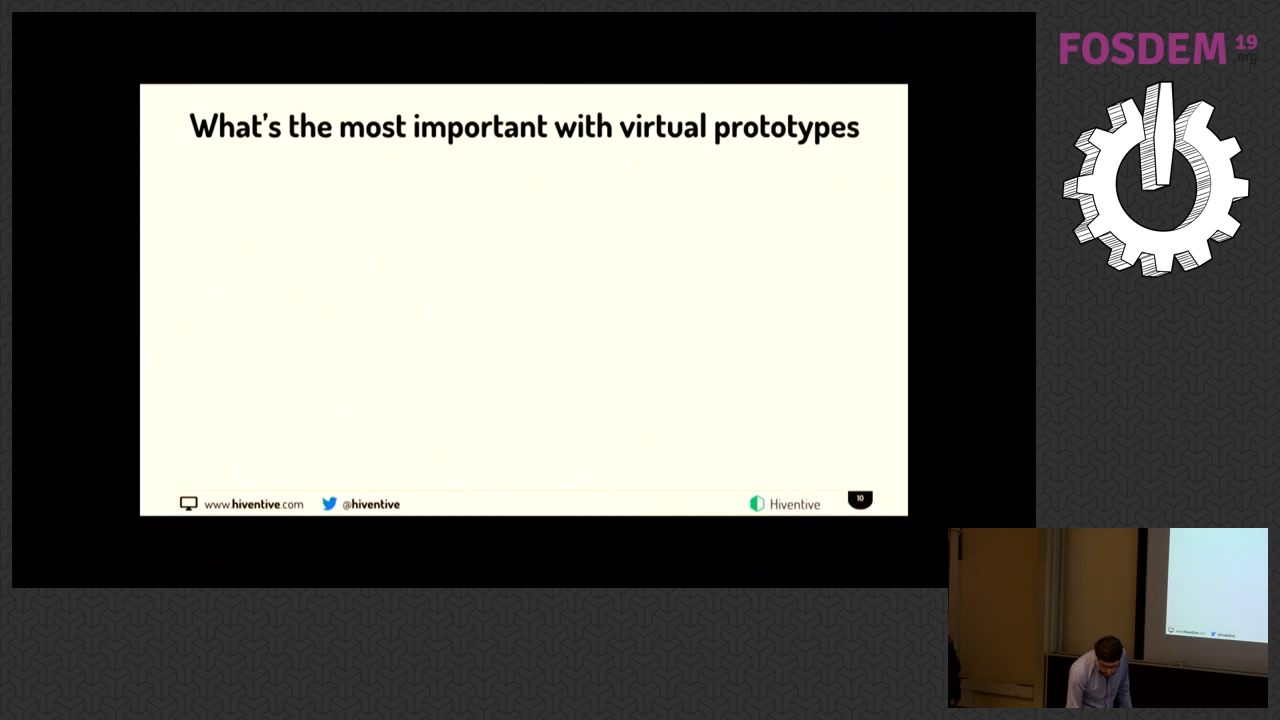 FOSDEM 19
.org
What's the most important with virtual prototypes
www.hiventive.com @hiventive
Hiventive 10